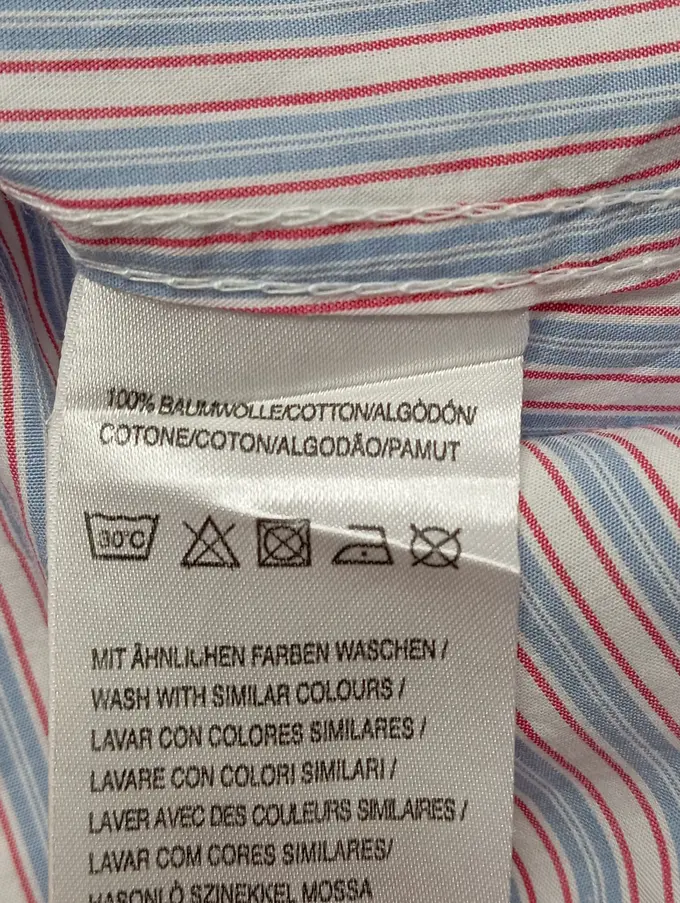 100% BAUMWOLLE/COTTON/ALGÒDÓN/
COTONE/COTON/ALGODÃO/PAMUT
30°C
MIT ÄHNLICHEN FARBEN WASCHEN /
WASH WITH SIMILAR COLOURS /
LAVAR CON COLORES SIMILARES /
LAVARE CON COLORI SIMILARI /
LAVER AVEC DES COULEURS SIMILAIRES /
LAVAR COM CORES SIMILARES/
HASONLÓ SZINEKKEL MOSSA